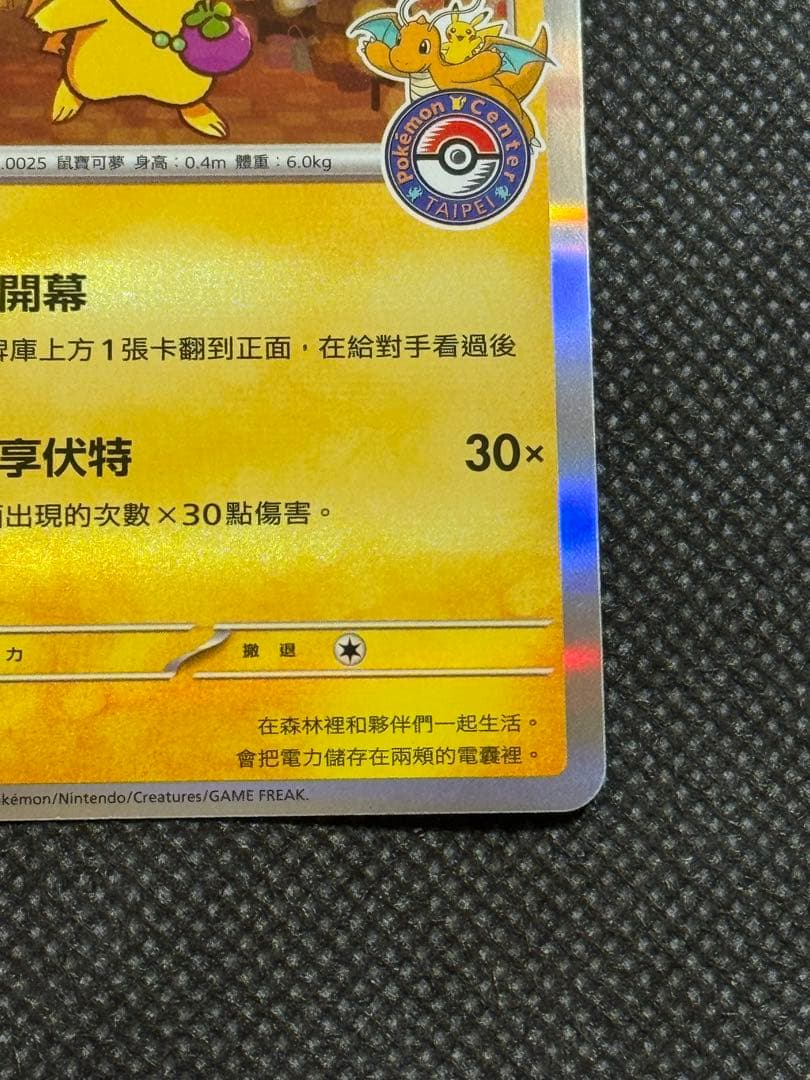 Pokémon Center
TAIPEI
.0025 鼠寶可夢 身高：0.4m 體重：6.0kg
開幕
庫上方1張卡翻到正面，在給對手看過後
享伏特 30×
出現的次數×30點傷害。
力 撤退
在森林裡和夥伴們一起生活。
會把電力儲存在兩頰的電囊裡。
kémon/Nintendo/Creatures/GAME FREAK.